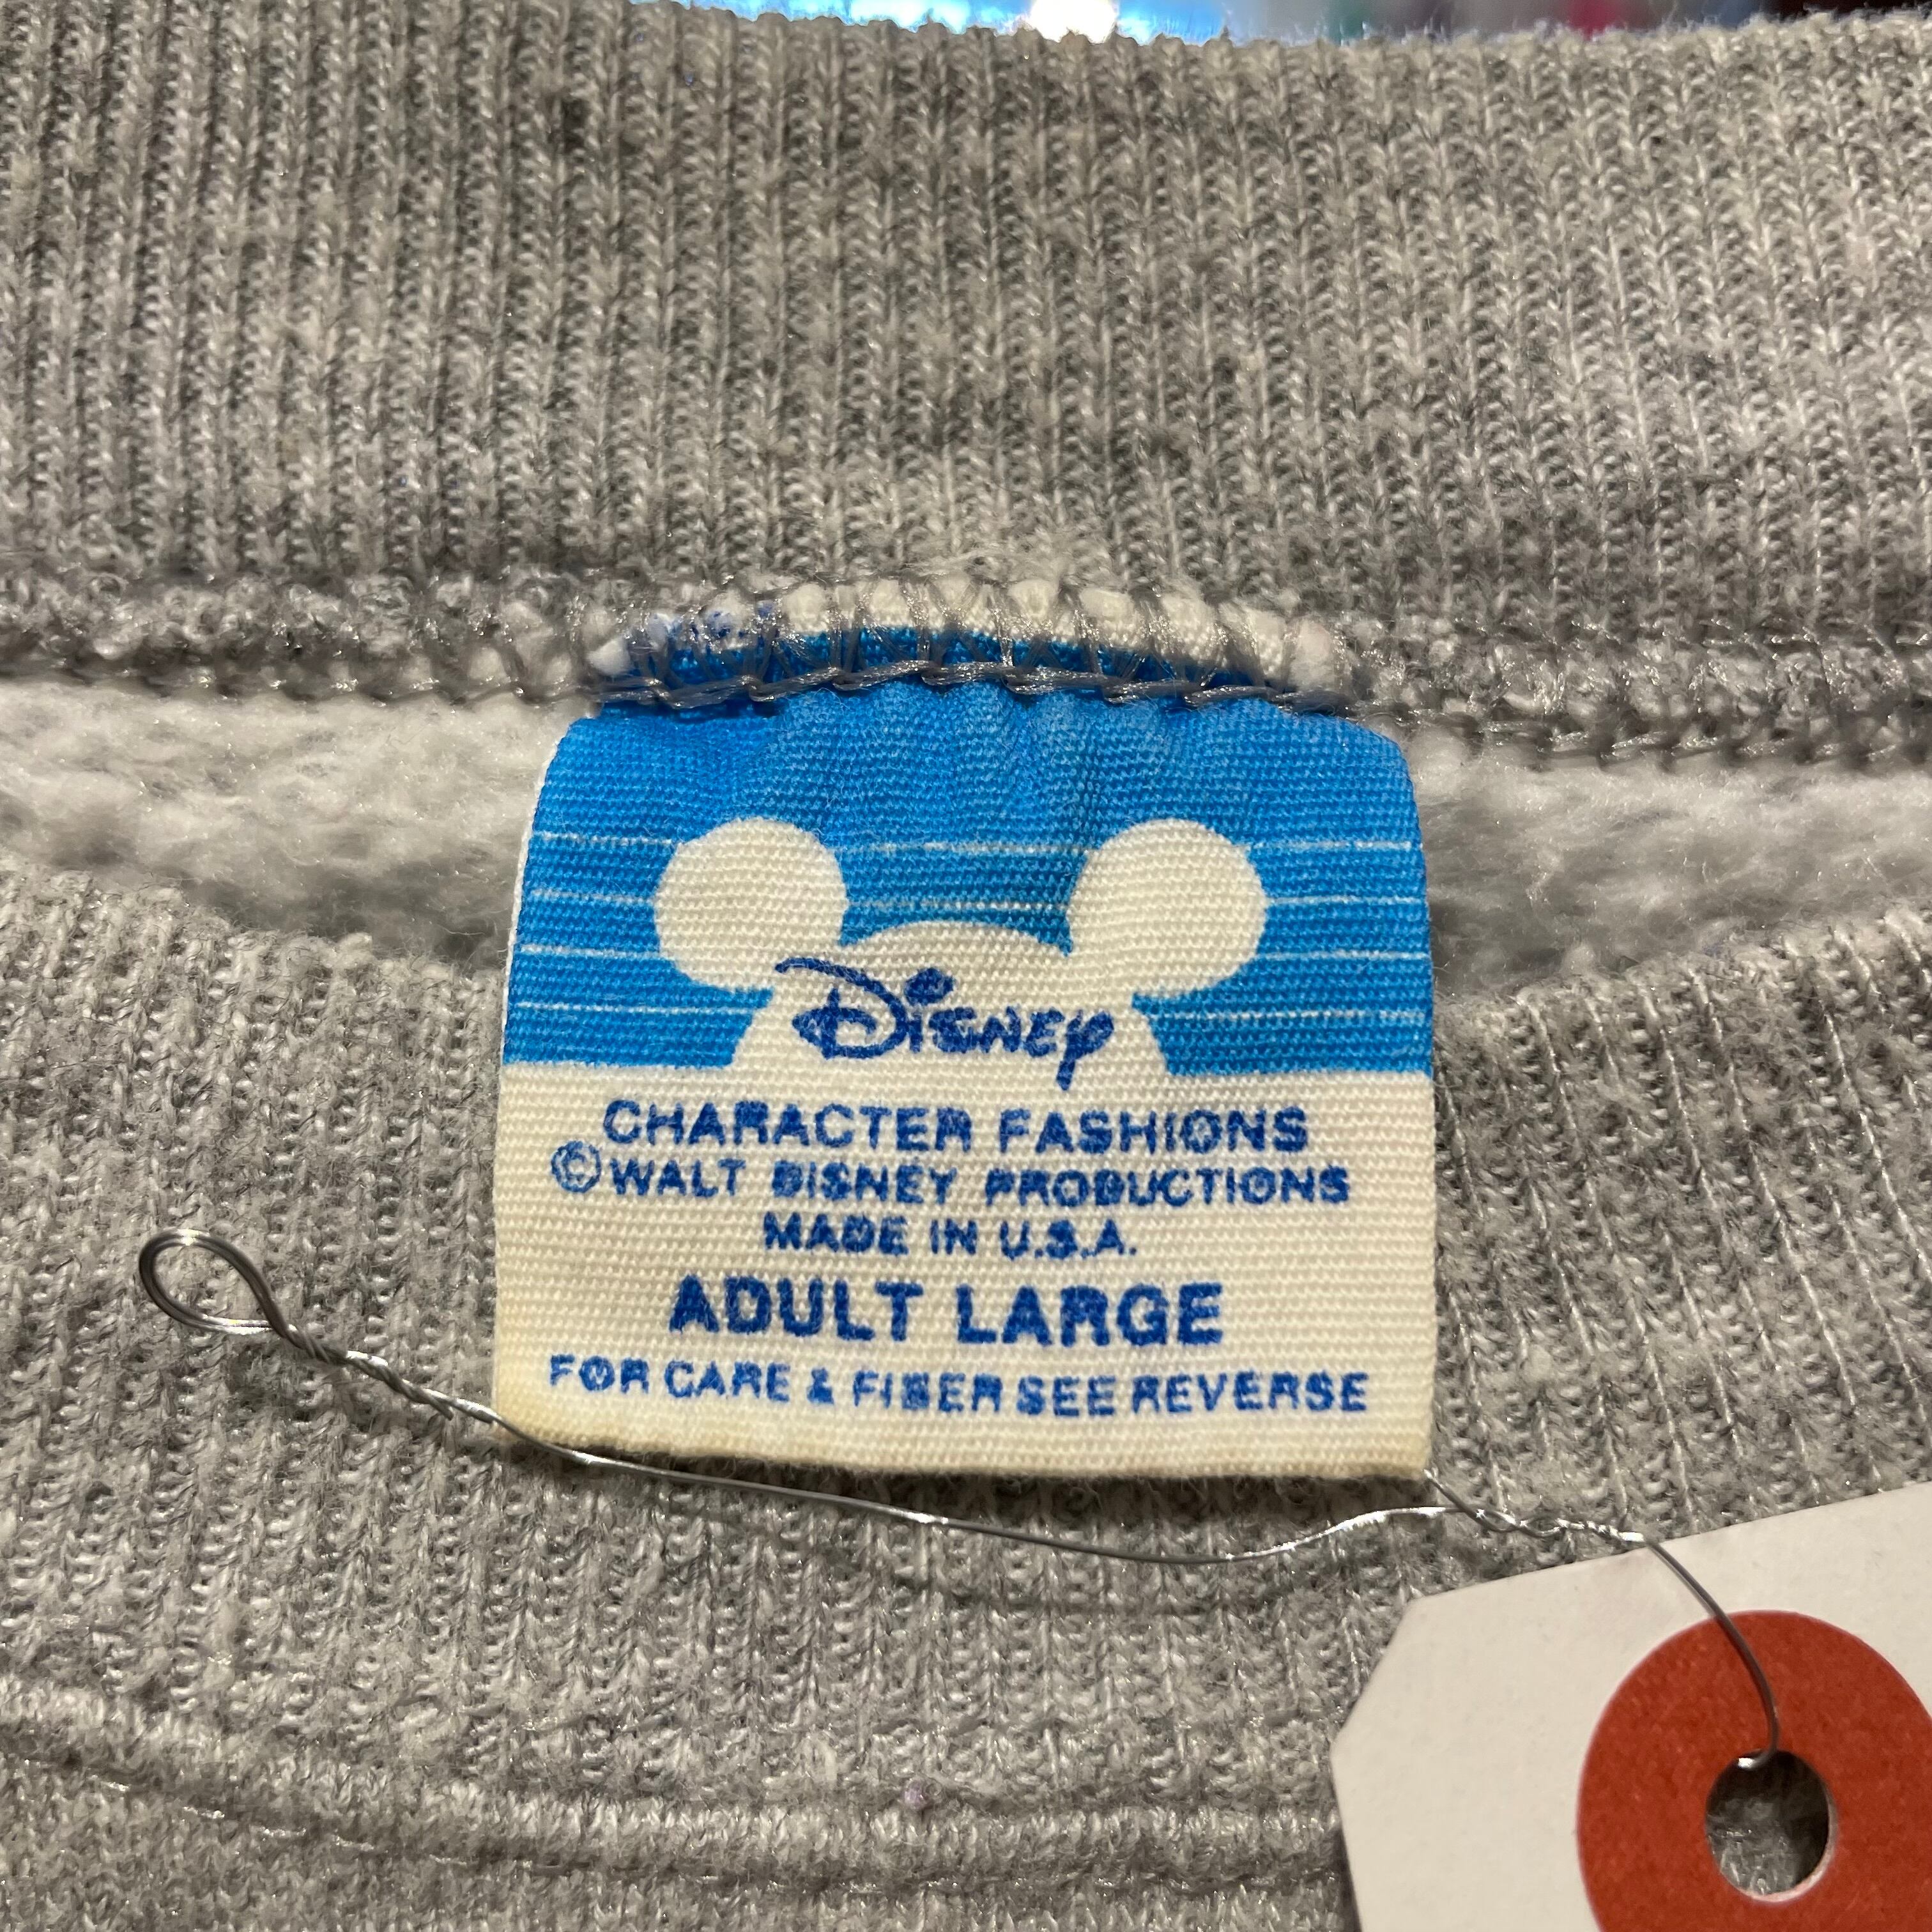 Disney
CHARACTER FASHIONS
©WALT DISNEY PRODUCTIONS
MADE IN U.S.A.
ADULT LARGE
FOR CARE & FIBER SEE REVERSE